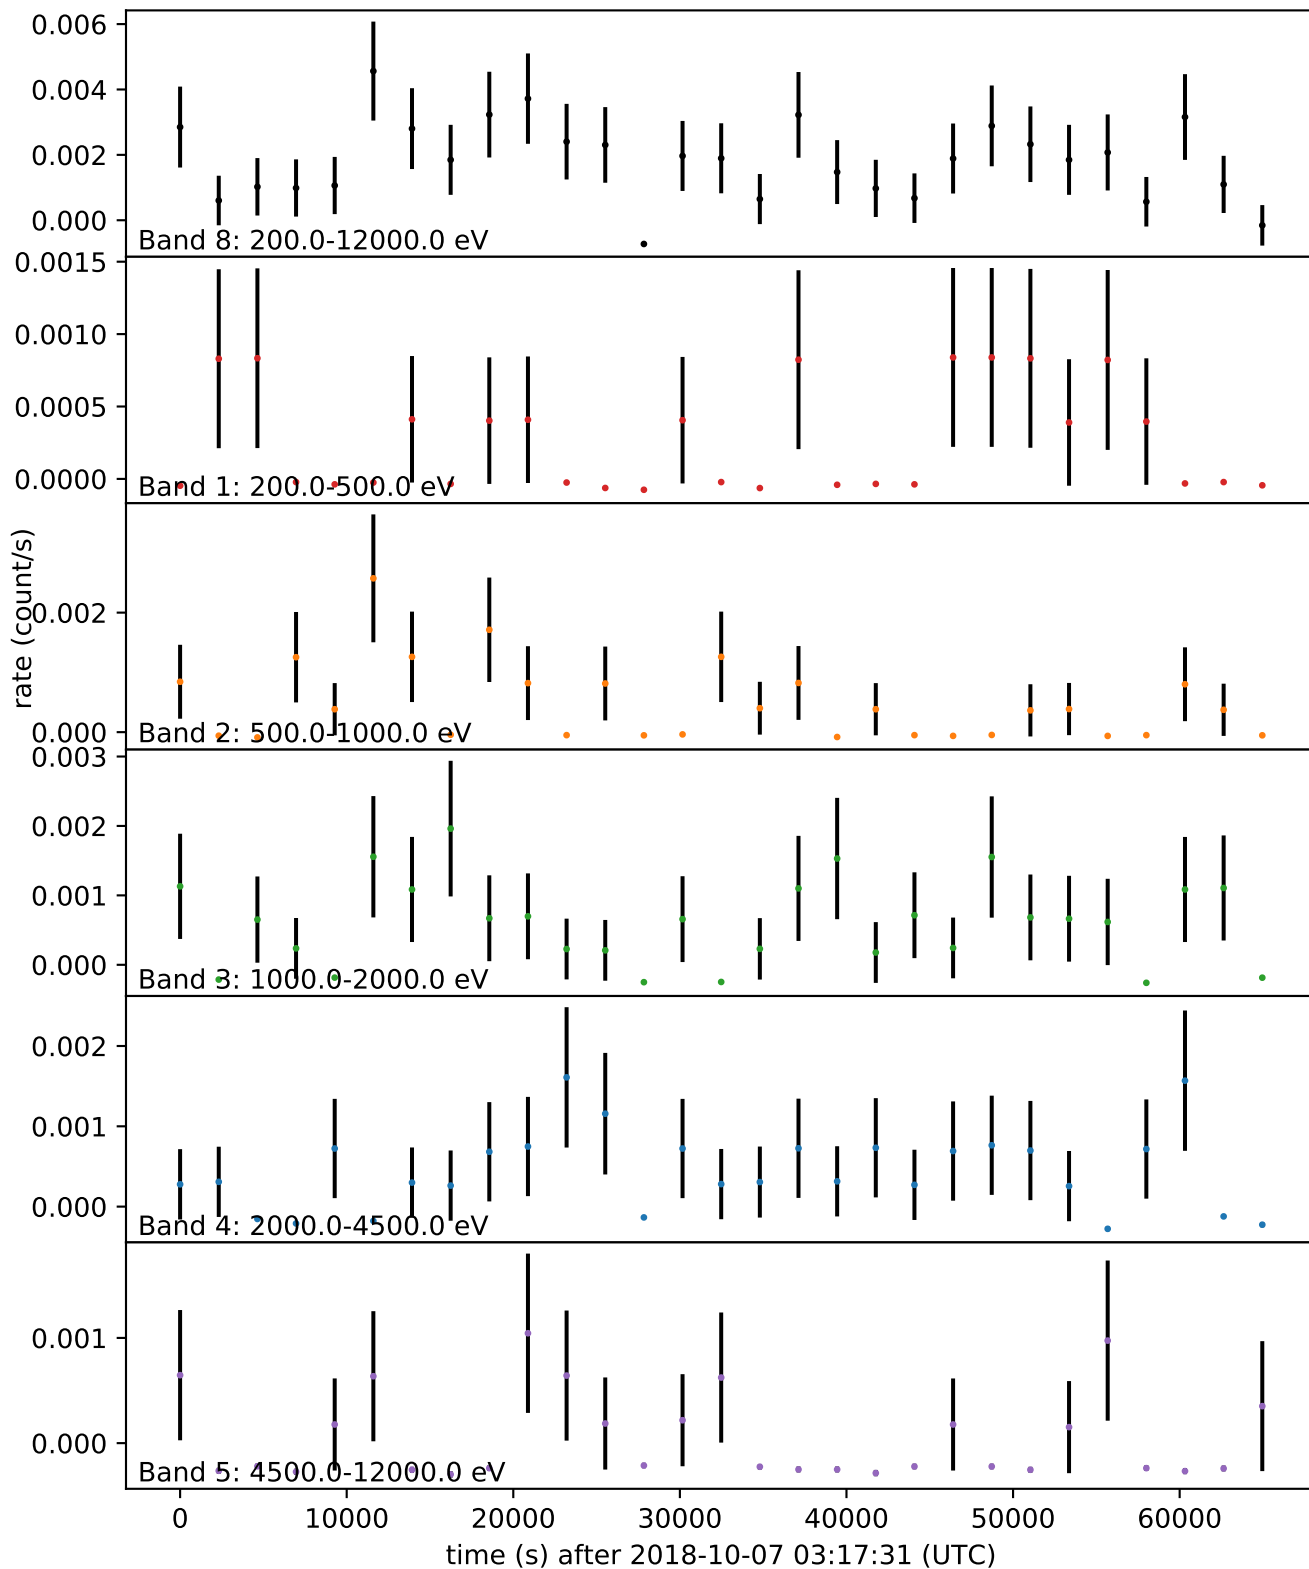 0.006
0.004
0.002
0.000
Band 8: 200.0-12000.0 eV
0.0015
0.0010
0.0005
0.0000
Band 1: 200.0-500.0 eV
rate (count/s)
0.002
0.000
Band 2: 500.0-1000.0 eV
0.003
0.002
0.001
0.000
Band 3: 1000.0-2000.0 eV
0.002
0.001
0.000
Band 4: 2000.0-4500.0 eV
0.001
0.000
Band 5: 4500.0-12000.0 eV
0 10000 20000 30000 40000 50000 60000
time (s) after 2018-10-07 03:17:31 (UTC)